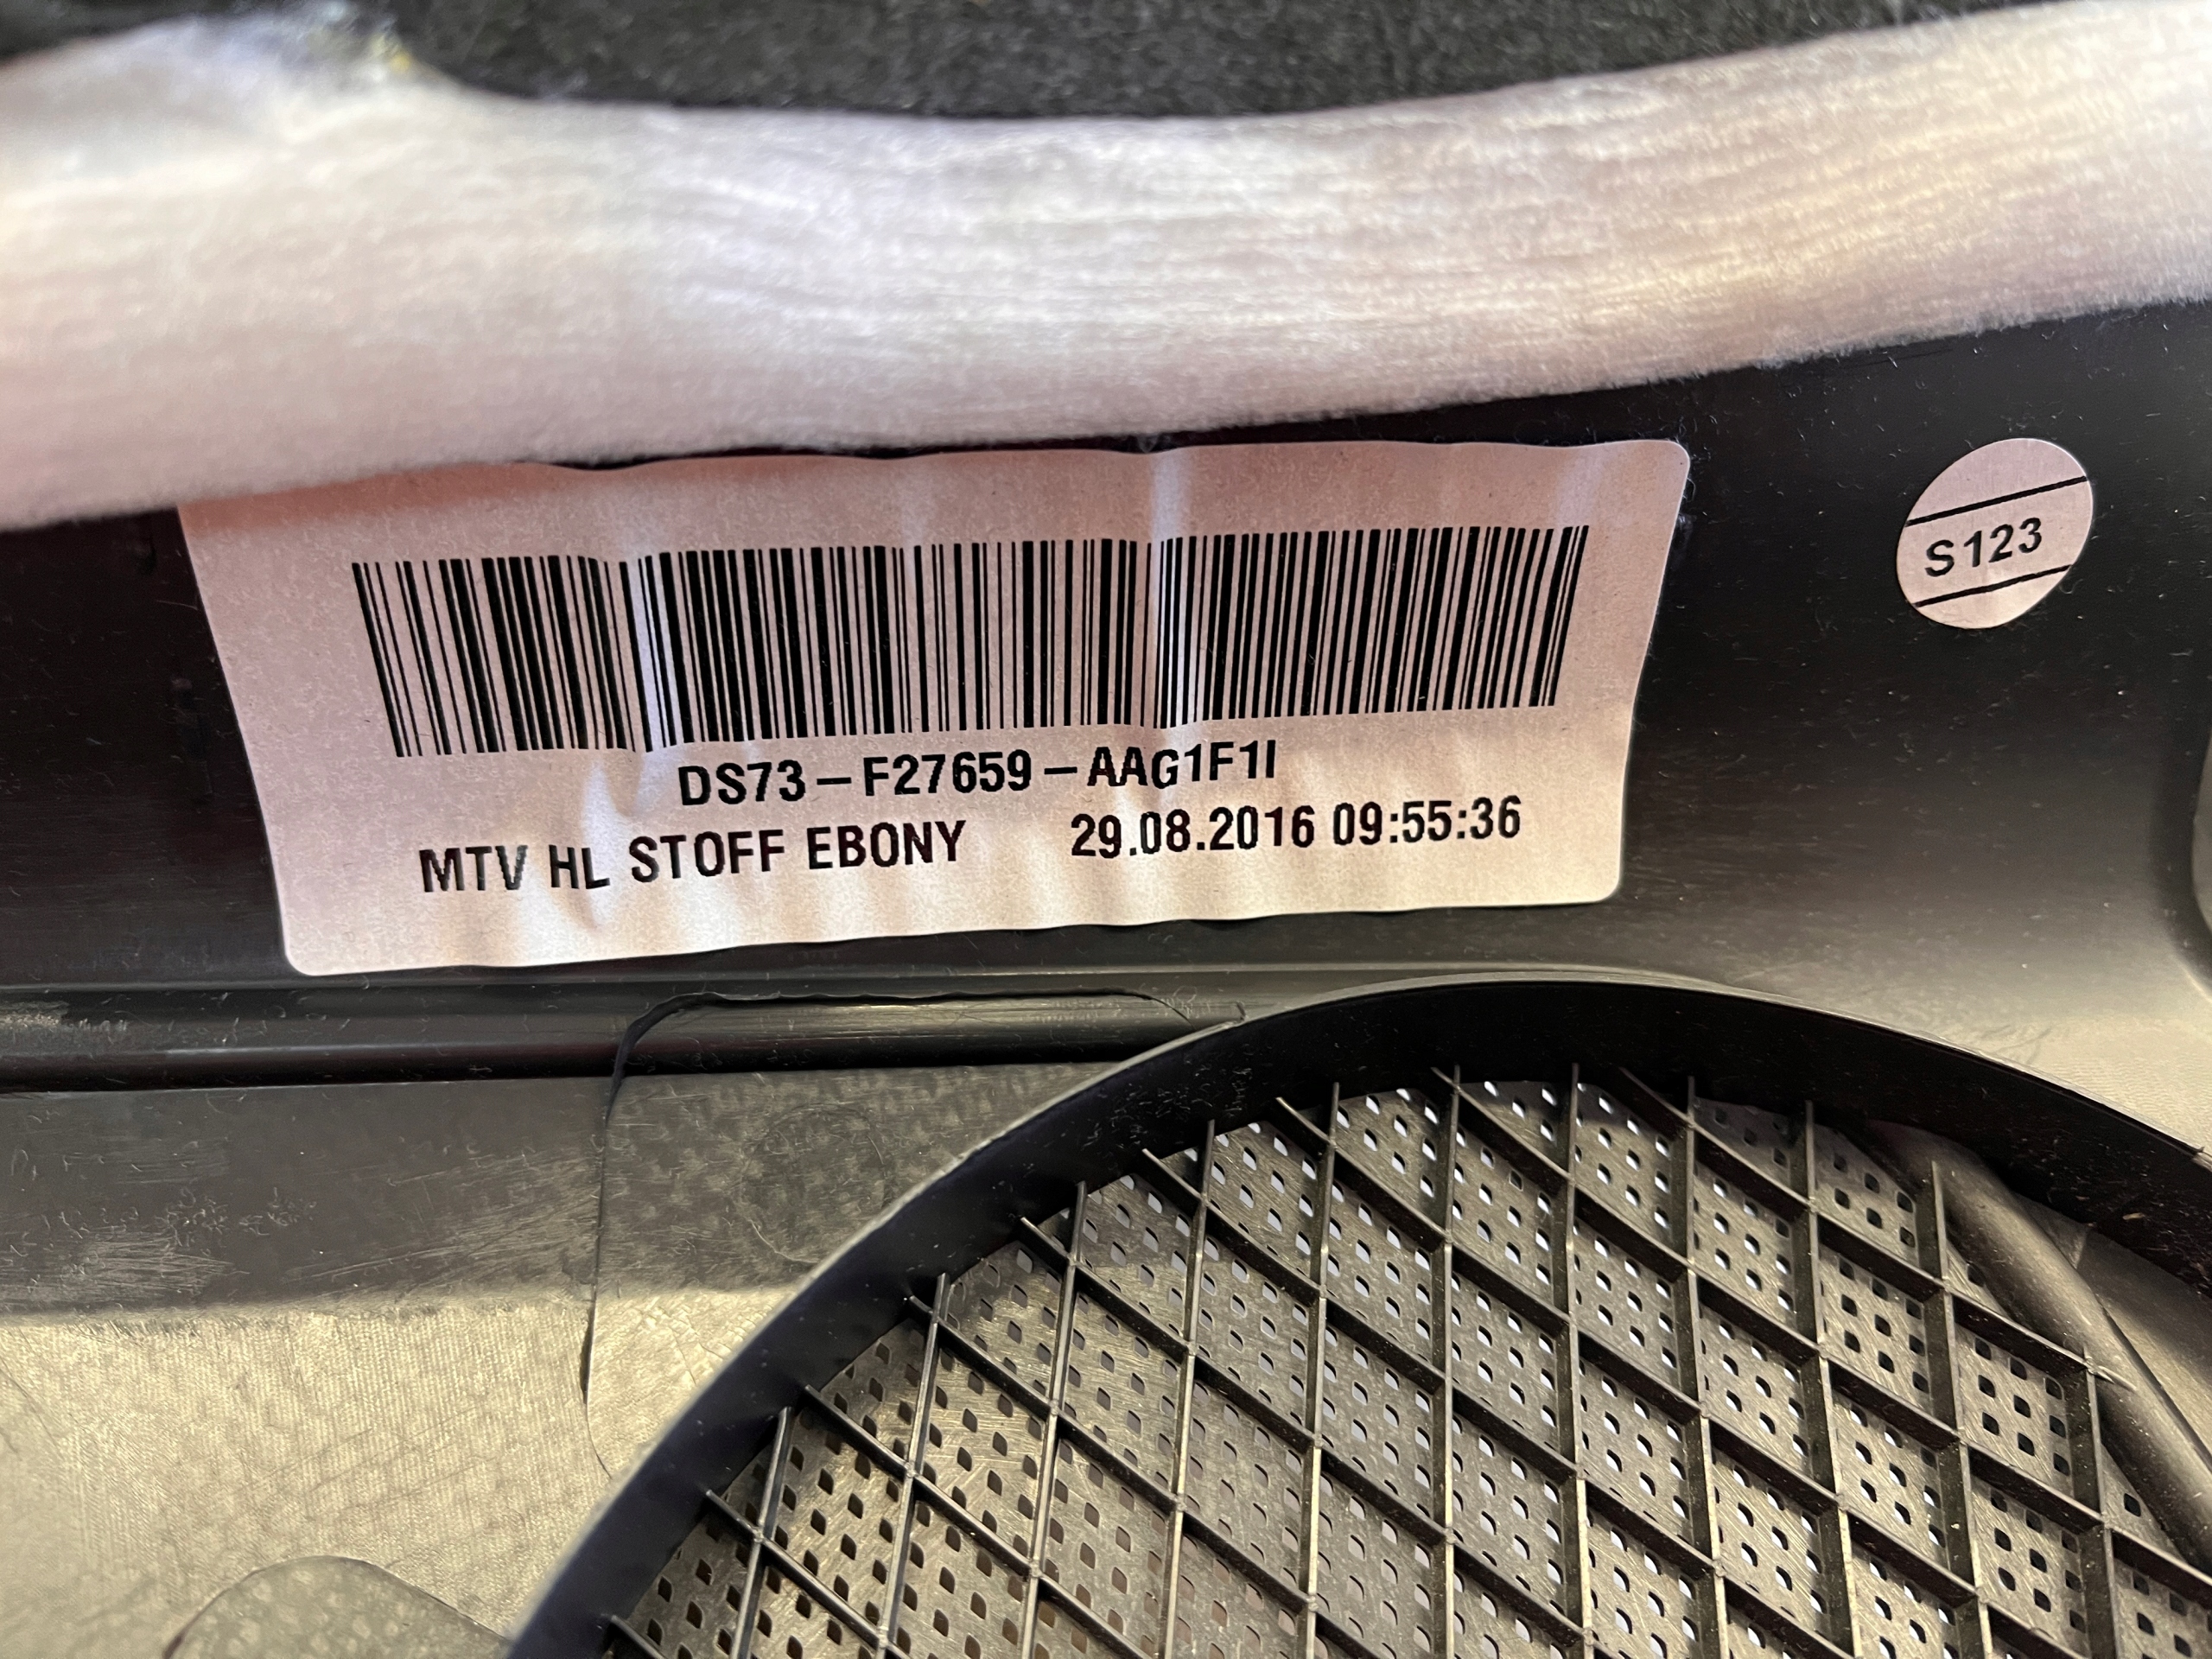 DS73-F27659-AAG1F1I
MTV HL STOFF EBONY 29.08.2016 09:55:36
S123